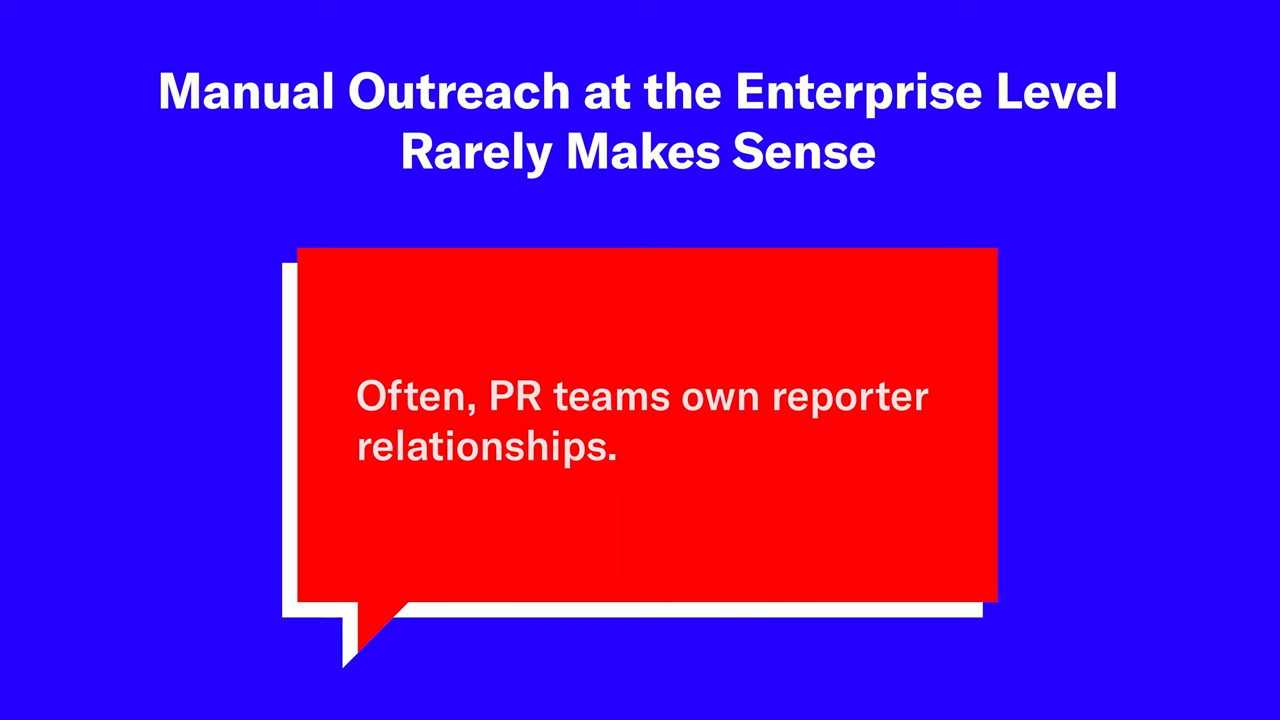 Manual Outreach at the Enterprise Level
Rarely Makes Sense
Often, PR teams own reporter
relationships.